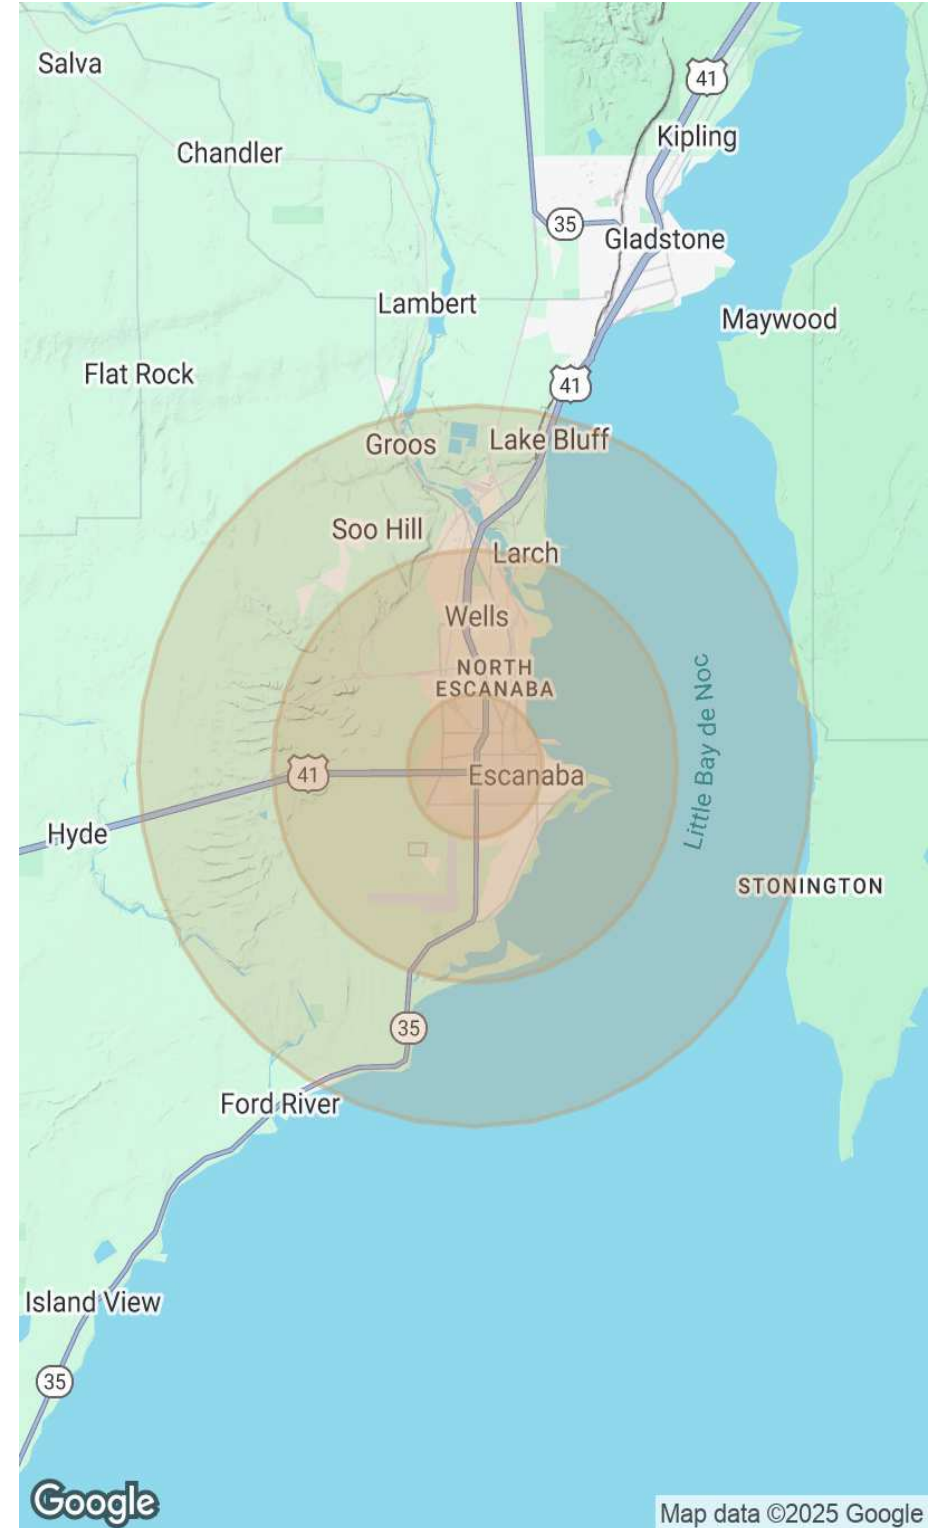 Salva
41
Kipling
Chandler
35
Gladstone
Lambert
Maywood
Flat Rock
41
Groos
Lake Bluff
Soo Hill
Larch
Wells
NORTH
ESCANABA
Little Bay de Noc
41
Escanaba
Hyde
STONINGTON
35
Ford River
Island View
35
Google
Map data ©2025 Google